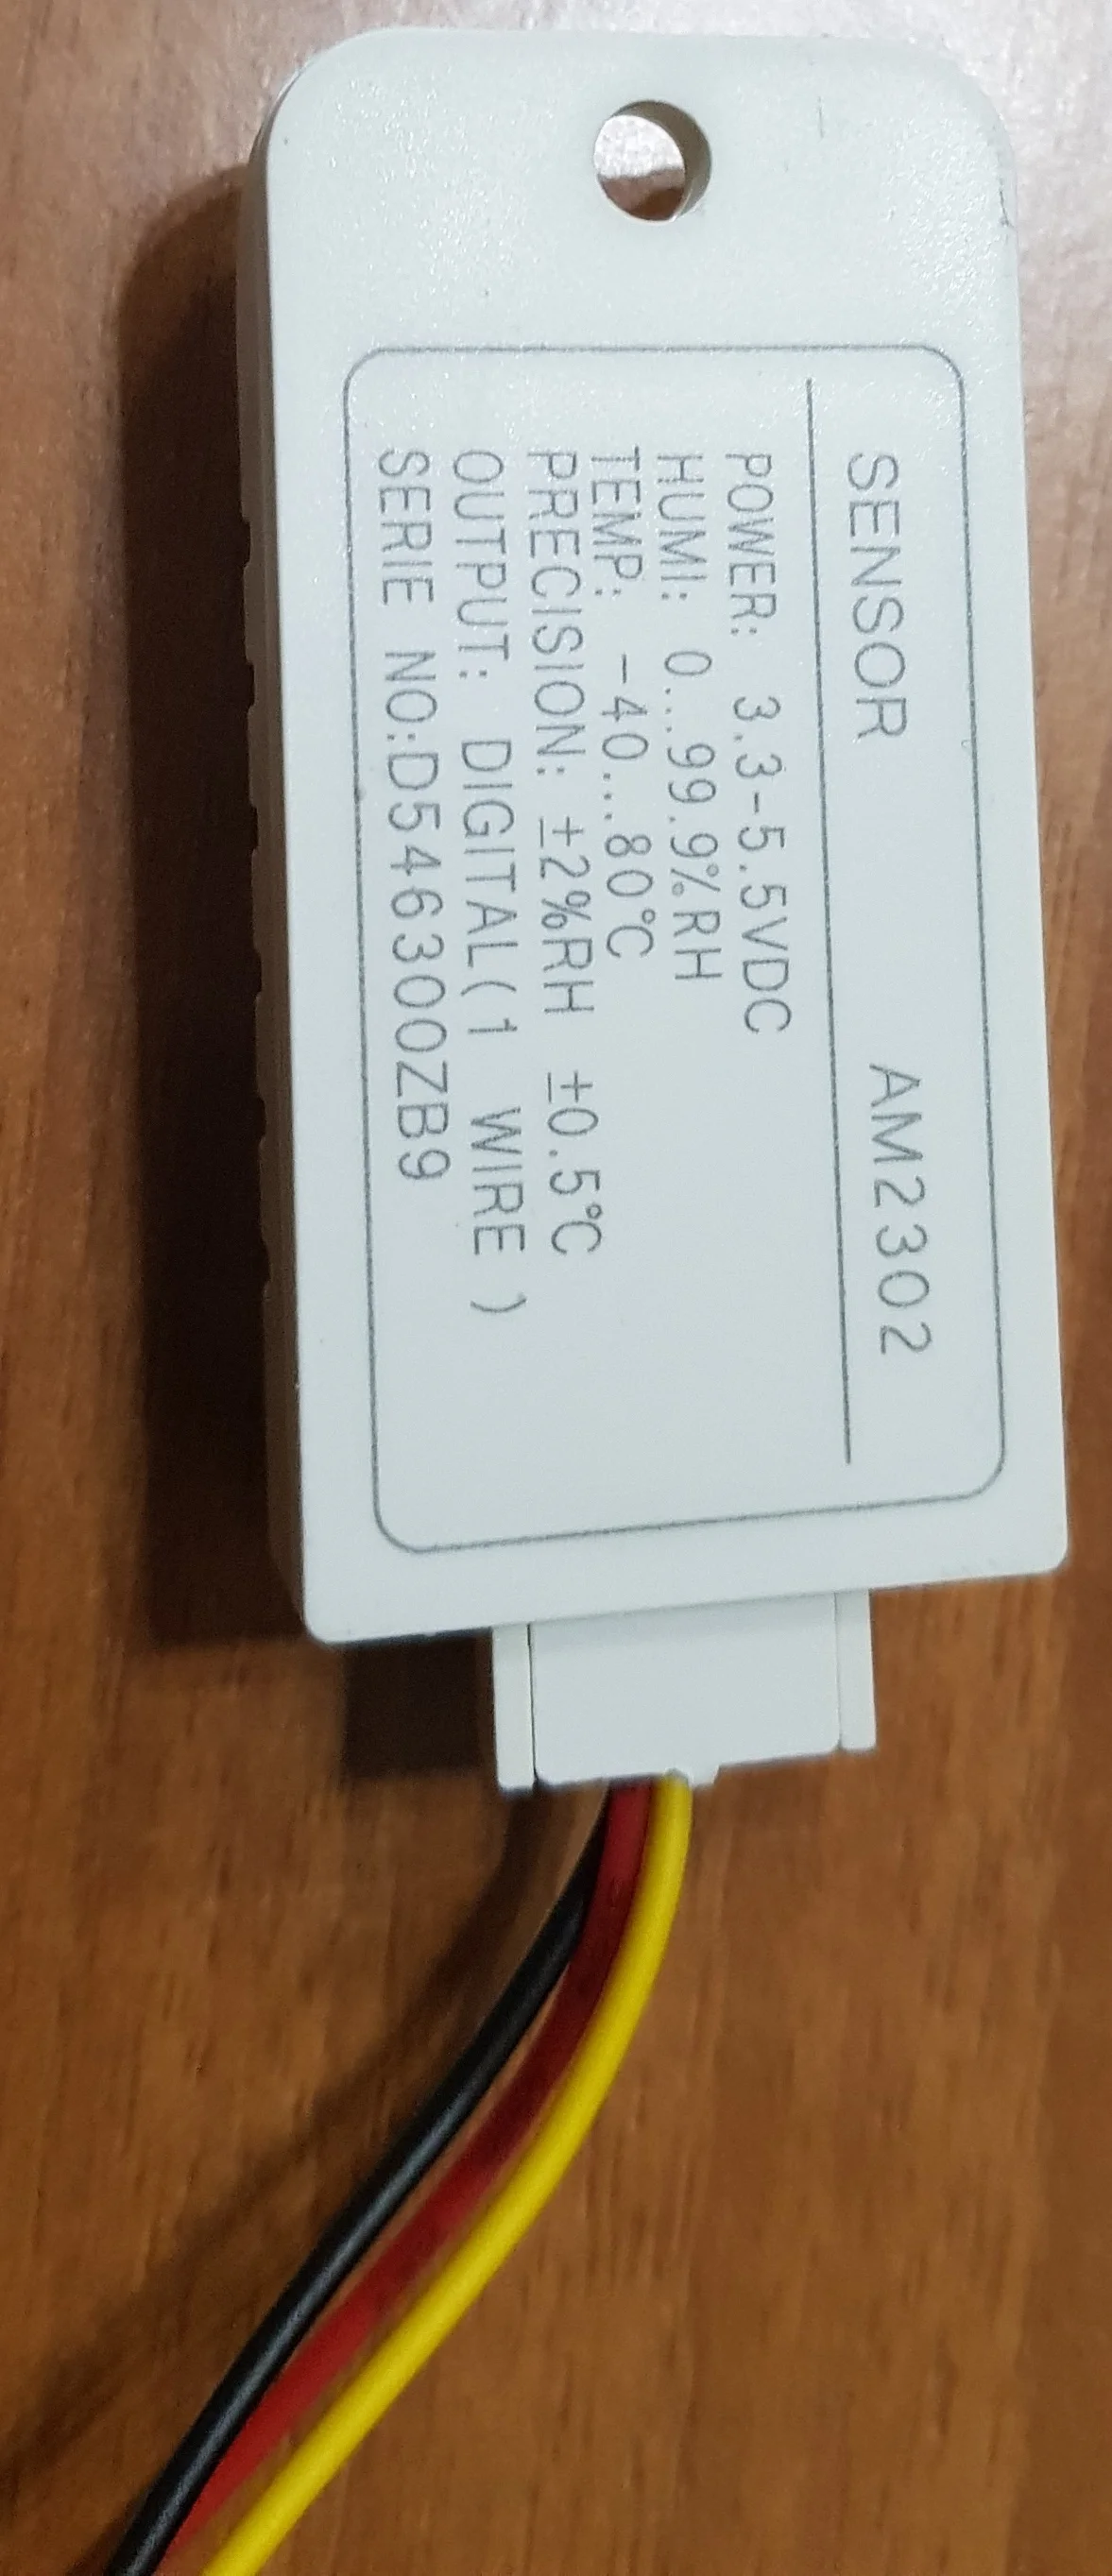 SENSOR AM2302
POWER: 3.3-5.5VDC
HUMI: 0...99.9%RH
TEMP: -40...80℃
PRECISION: ±2%RH ±0.5℃
OUTPUT: DIGITAL(1 WIRE )
SERIE NO:D546300ZB9